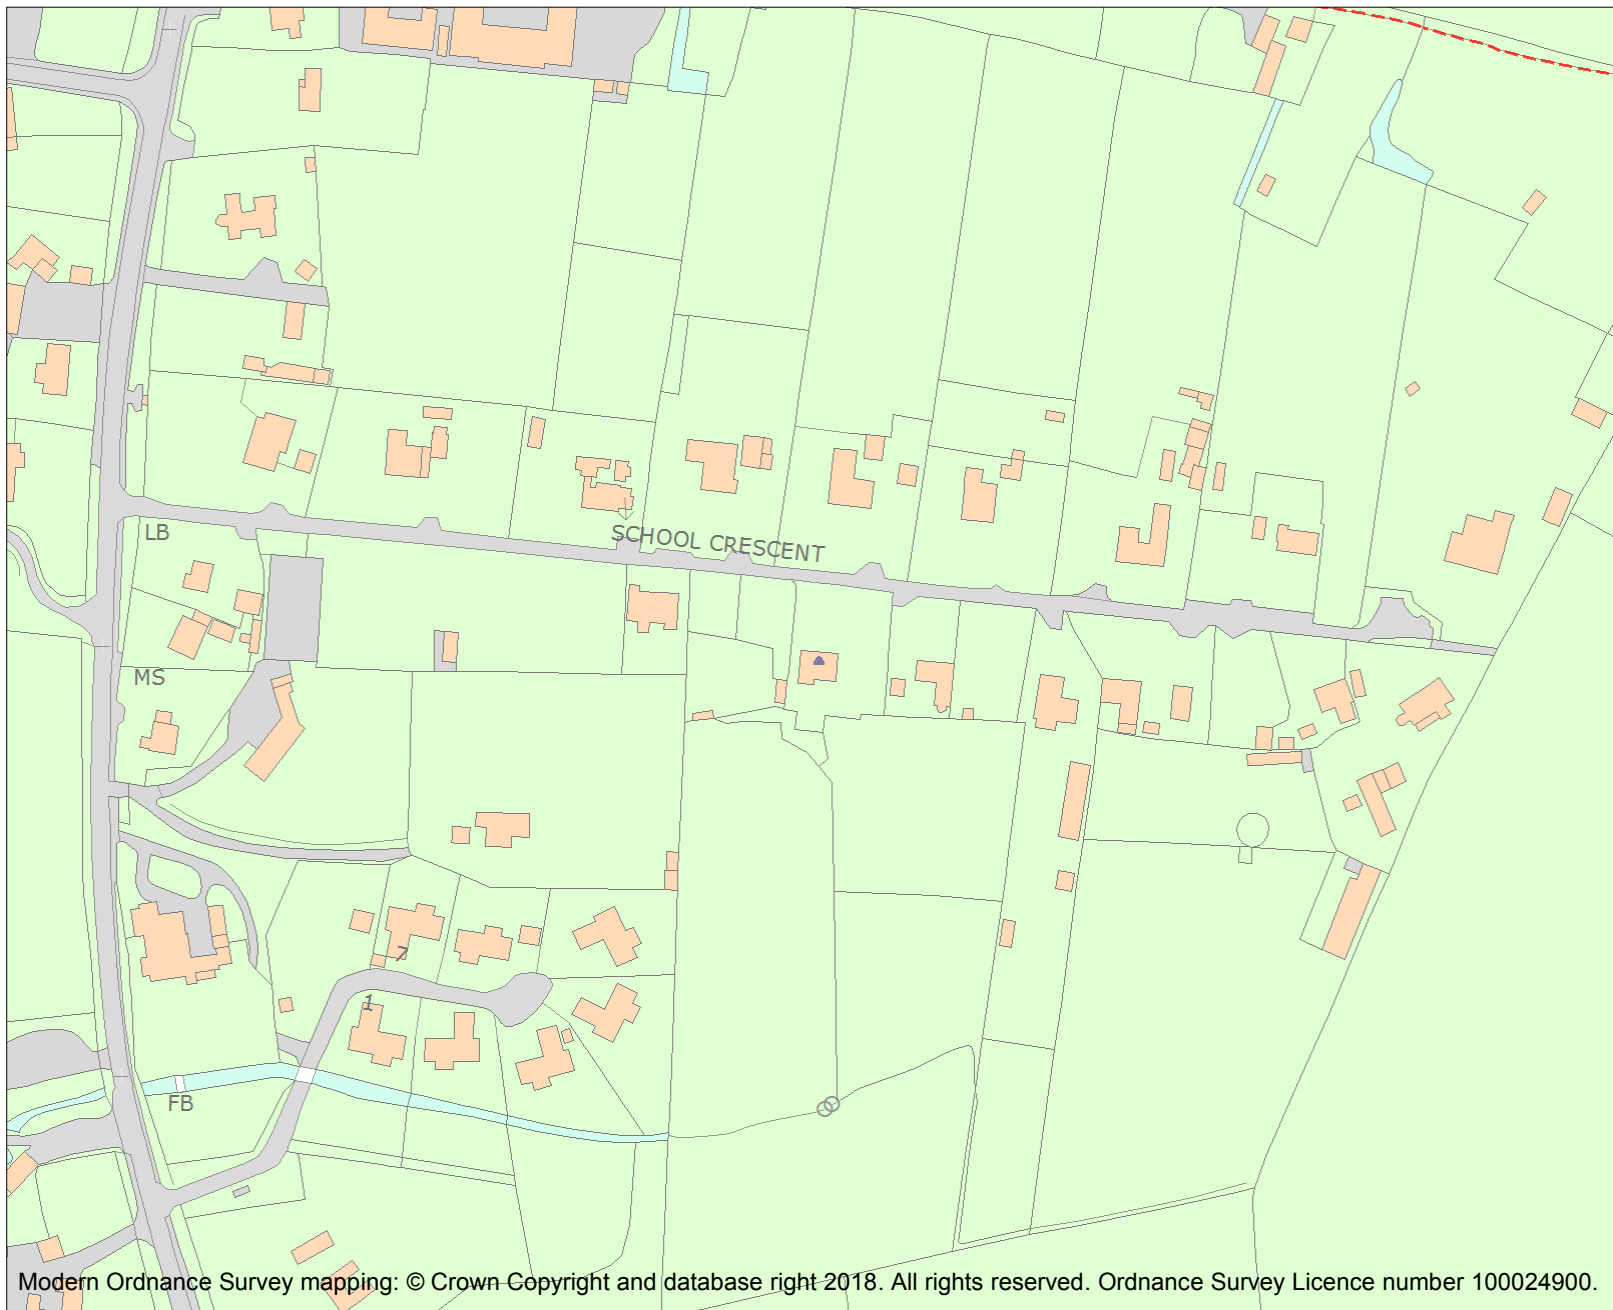 LB
SCHOOL CRESCENT
MS
7
1
FB
Modern Ordnance Survey mapping: © Crown Copyright and database right 2018. All rights reserved. Ordnance Survey Licence number 100024900.